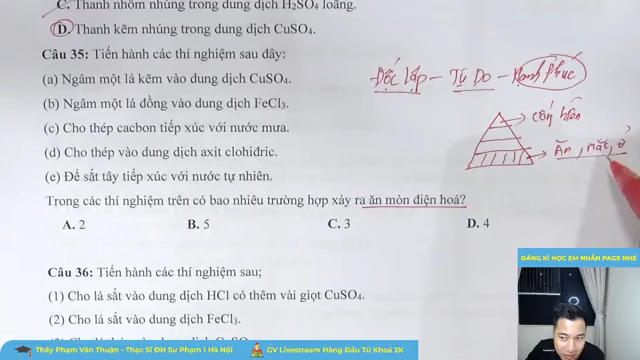 C. Thanh nhôm nhúng trong dung dịch H₂SO₄ loãng.
D. Thanh kẽm nhúng trong dung dịch CuSO₄.
Câu 35: Tiến hành các thí nghiệm sau đây:
(a) Ngâm một lá kẽm vào dung dịch CuSO₄.
(b) Ngâm một lá đồng vào dung dịch FeCl₃.
(c) Cho thép cacbon tiếp xúc với nước mưa.
(d) Cho thép vào dung dịch axit clohiđric.
(e) Để sắt tây tiếp xúc với nước tự nhiên.
Trong các thí nghiệm trên có bao nhiêu trường hợp xảy ra ăn mòn điện hoá?
A. 2 B. 5 C. 3 D. 4
Độc lập - Tự Do - Hạnh Phúc
cống hiến
Ăn, mặc, ở
Câu 36: Tiến hành các thí nghiệm sau;
(1) Cho lá sắt vào dung dịch HCl có thêm vài giọt CuSO₄.
(2) Cho lá sắt vào dung dịch FeCl₃.
ĐĂNG KÍ HỌC EM NHẮN PAGE NHÉ
Thầy Phạm Văn Thuận - Thạc Sĩ ĐH Sư Phạm 1 Hà Nội
GV Livestream Hàng Đầu Từ Khoá 2K